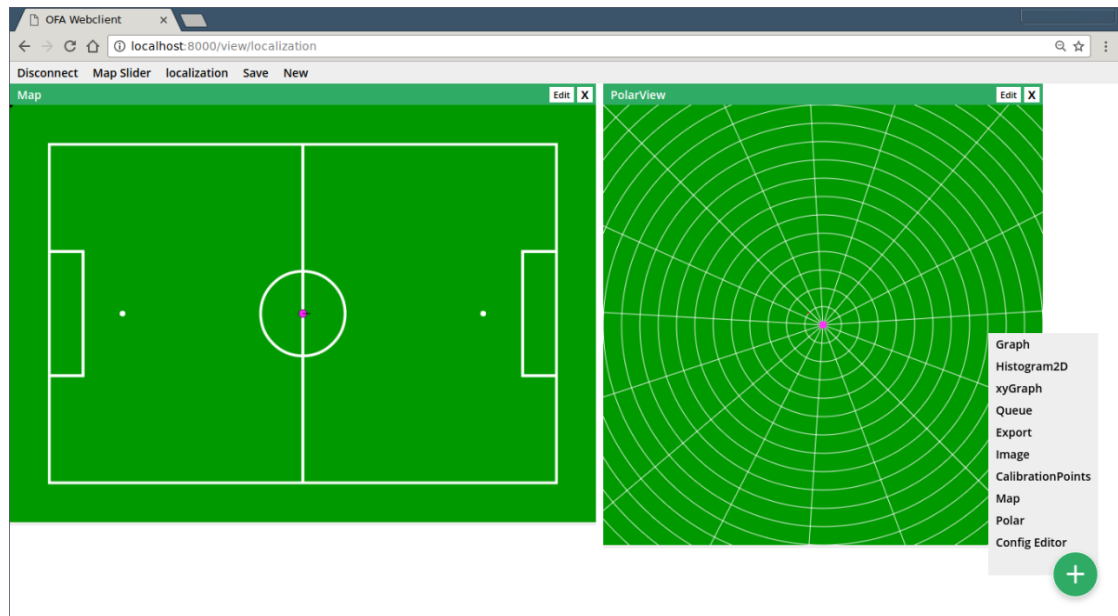 OFA Webclient
localhost:8000/view/localization
Disconnect Map Slider localization Save New
Map Edit X
PolarView Edit X
Graph
Histogram2D
xyGraph
Queue
Export
Image
CalibrationPoints
Map
Polar
Config Editor